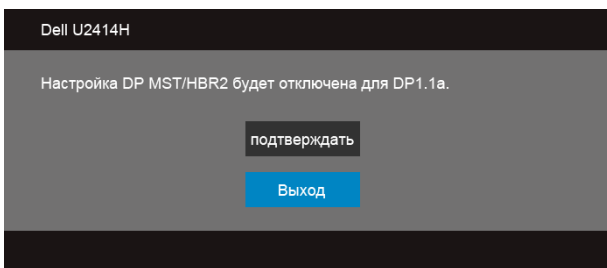 Dell U2414H
Настройка DP MST/HBR2 будет отключена для DP1.1a.
подтверждать
Выход